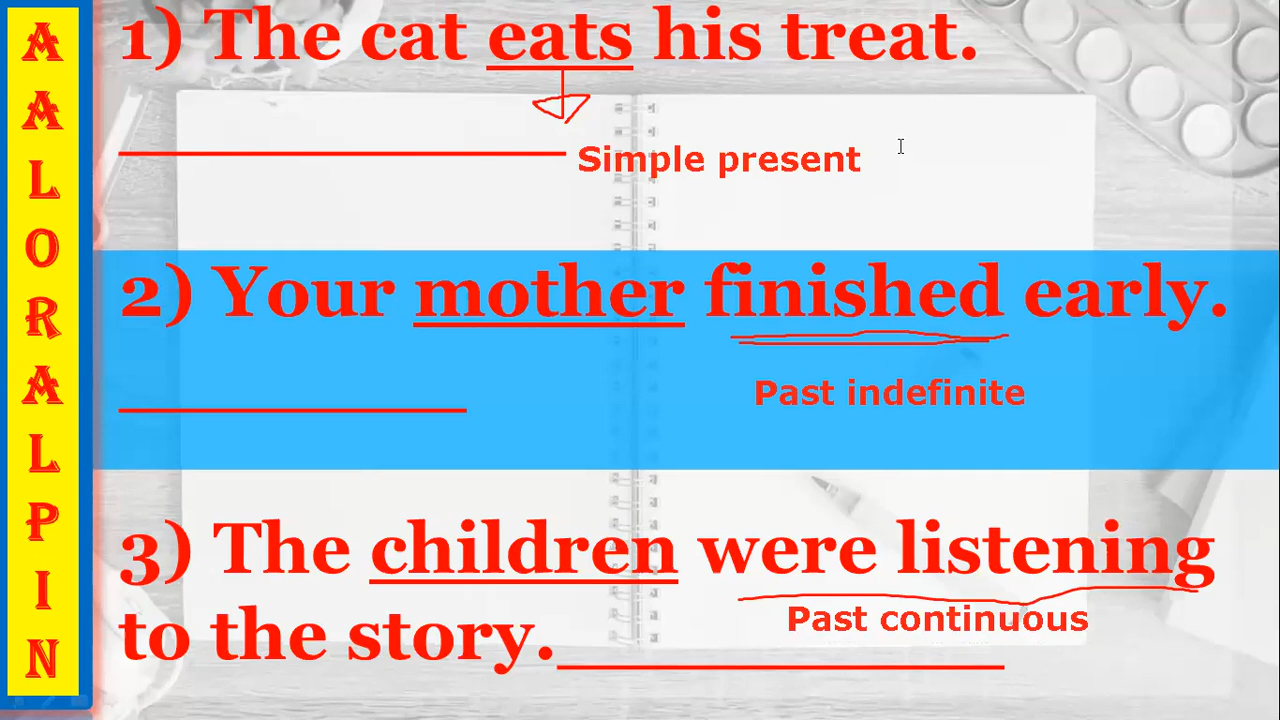 AALORALPIN
1) The cat eats his treat.
Simple present
2) Your mother finished early.
Past indefinite
3) The children were listening
Past continuous
to the story.